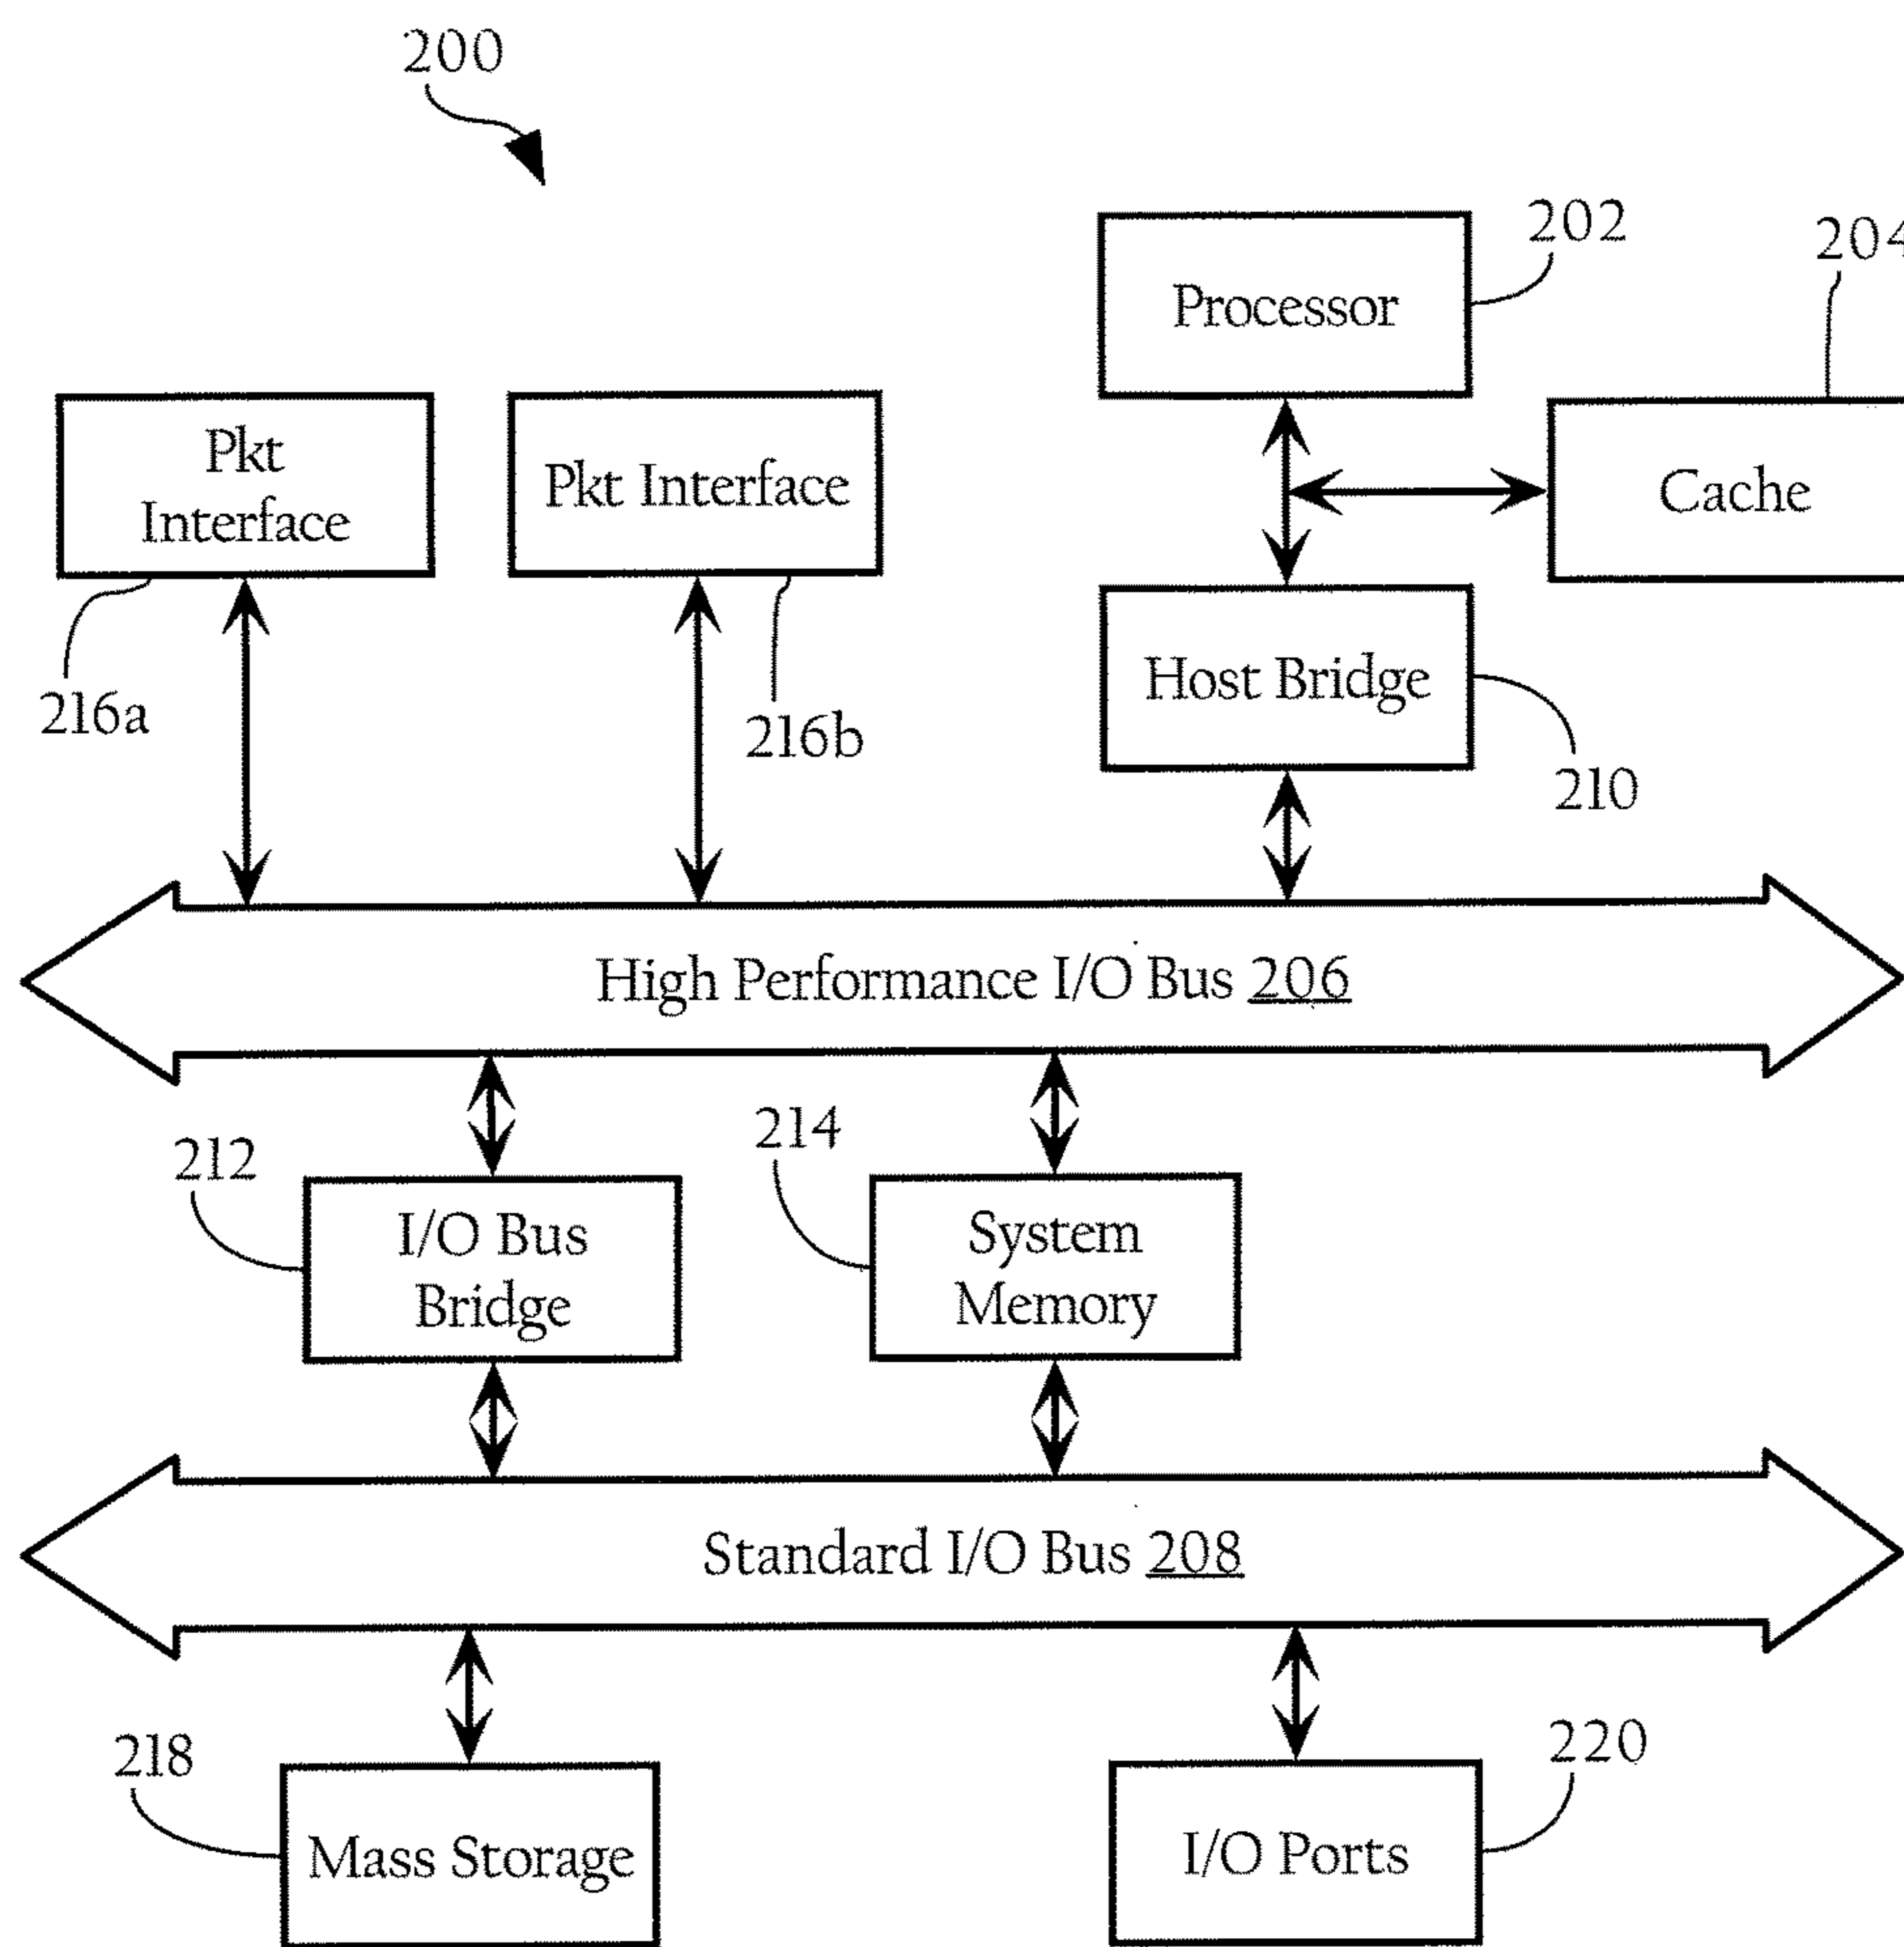 200
202
204
Processor
Pkt
Interface
Pkt Interface
Cache
216a
216b
Host Bridge
210
High Performance I/O Bus 206
212
214
I/O Bus
Bridge
System
Memory
Standard I/O Bus 208
218
220
Mass Storage
I/O Ports